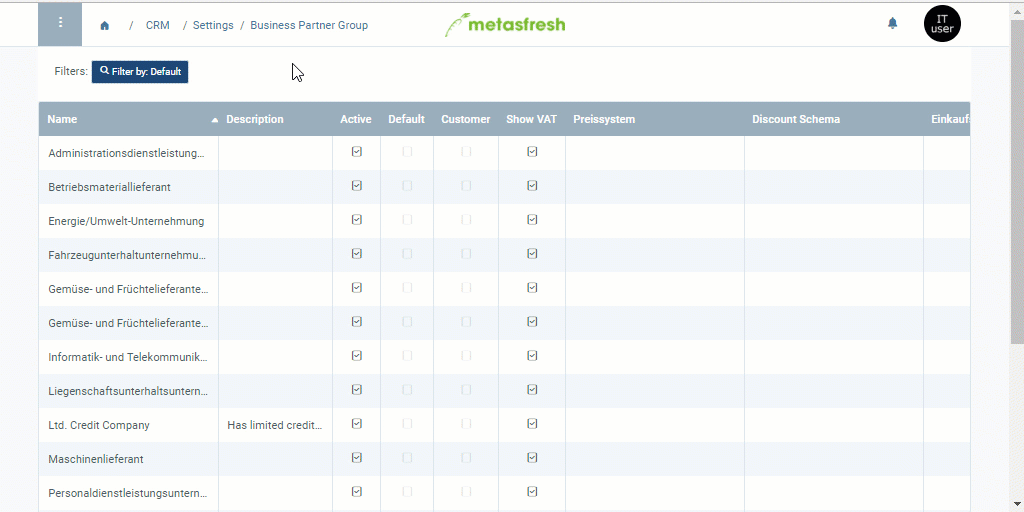 / CRM / Settings / Business Partner Group
metasfresh
IT
user
Filters: Filter by: Default
Name Description Active Default Customer Show VAT Preissystem Discount Schema Einkaufs
Administrationsdienstleistung...
Betriebsmateriallieferant
Energie/Umwelt-Unternehmung
Fahrzeugunterhaltunternehmu...
Gemüse- und Früchtelieferante...
Gemüse- und Früchtelieferante...
Informatik- und Telekommunik...
Liegenschaftsunterhaltsuntern...
Ltd. Credit Company Has limited credit...
Maschinenlieferant
Personaldienstleistungsuntern...